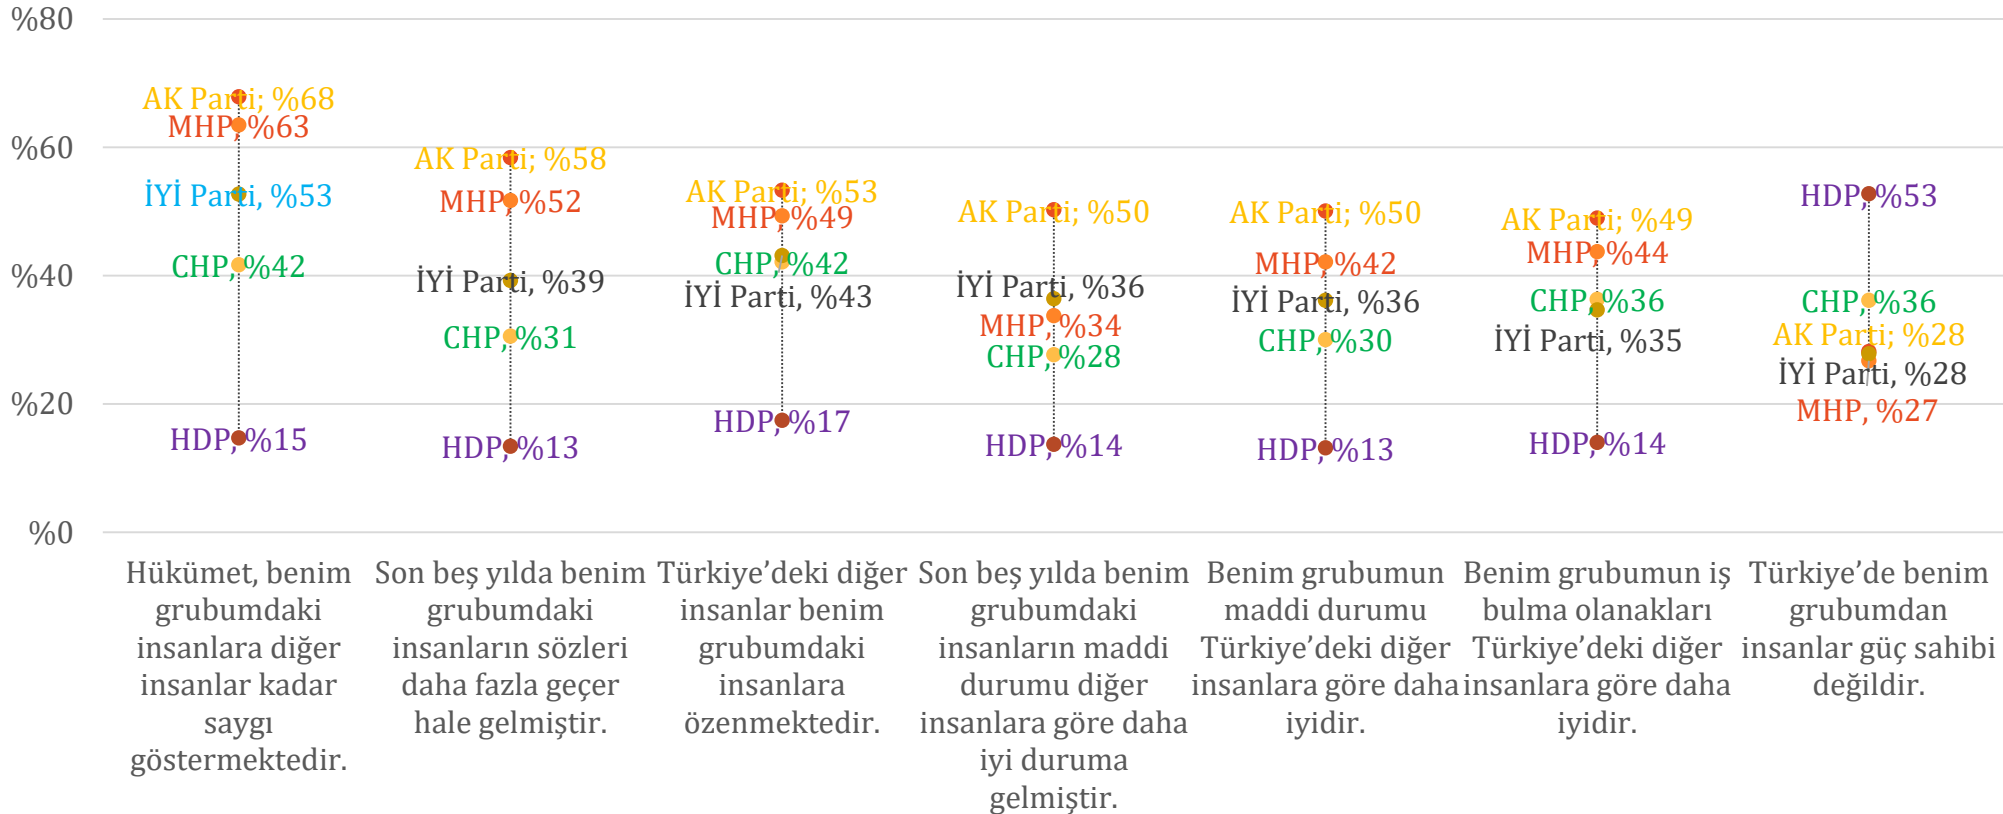 %80
%60
%40
%20
%0
AK Parti; %68
MHP, %63
İYİ Parti, %53
CHP, %42
HDP, %15
AK Parti; %58
MHP, %52
İYİ Parti, %39
CHP, %31
HDP, %13
AK Parti; %53
MHP, %49
CHP, %42
İYİ Parti, %43
HDP, %17
AK Parti; %50
İYİ Parti, %36
MHP, %34
CHP, %28
HDP, %14
AK Parti; %50
MHP, %42
İYİ Parti, %36
CHP, %30
HDP, %13
AK Parti; %49
MHP, %44
CHP, %36
İYİ Parti, %35
HDP, %14
HDP, %53
CHP, %36
AK Parti; %28
İYİ Parti, %28
MHP, %27
Hükümet, benim
grubumdaki
insanlara diğer
insanlar kadar
saygı
göstermektedir.
Son beş yılda benim
grubumdaki
insanların sözleri
daha fazla geçer
hale gelmiştir.
Türkiye’deki diğer
insanlar benim
grubumdaki
insanlara
özenmektedir.
Son beş yılda benim
grubumdaki
insanların maddi
durumu diğer
insanlara göre daha
iyi duruma
gelmiştir.
Benim grubumun
maddi durumu
Türkiye’deki diğer
insanlara göre daha
iyidir.
Benim grubumun iş
bulma olanakları
Türkiye’deki diğer
insanlara göre daha
iyidir.
Türkiye’de benim
grubumdan
insanlar güç sahibi
değildir.